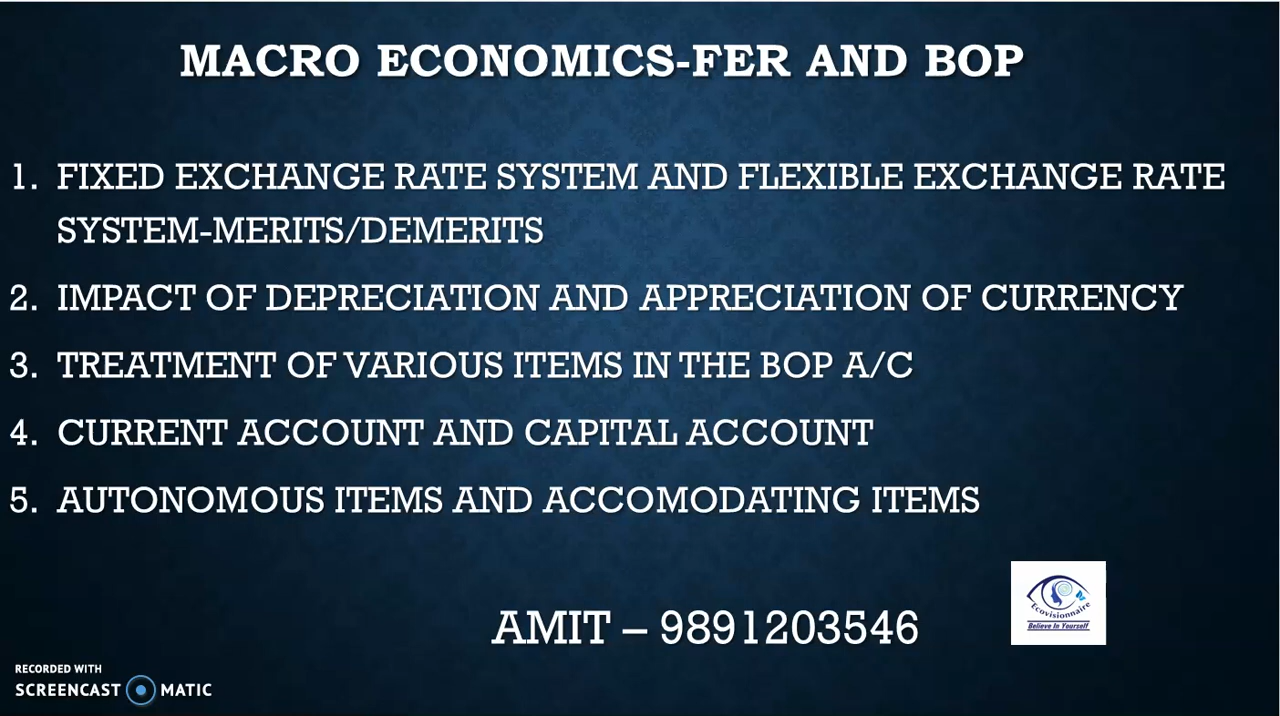 MACRO ECONOMICS-FER AND BOP
1. FIXED EXCHANGE RATE SYSTEM AND FLEXIBLE EXCHANGE RATE
SYSTEM-MERITS/DEMERITS
2. IMPACT OF DEPRECIATION AND APPRECIATION OF CURRENCY
3. TREATMENT OF VARIOUS ITEMS IN THE BOP A/C
4. CURRENT ACCOUNT AND CAPITAL ACCOUNT
5. AUTONOMOUS ITEMS AND ACCOMODATING ITEMS
Ecovisionnaire
Believe In Yourself
AMIT – 9891203546
RECORDED WITH
SCREENCAST MATIC